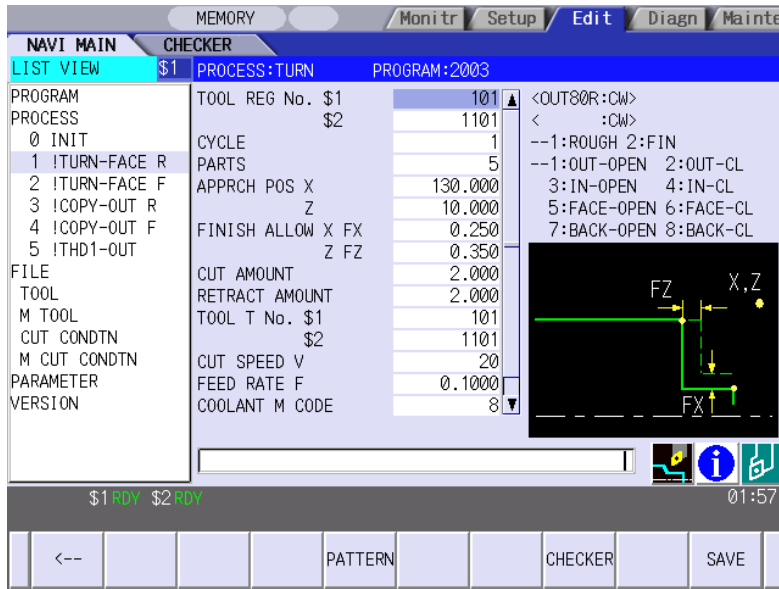 MEMORY Monitr Setup Edit Diagn Mainte
NAVI MAIN CHECKER
LIST VIEW $1 PROCESS:TURN PROGRAM:2003
PROGRAM
PROCESS
0 INIT
1 !TURN-FACE R
2 !TURN-FACE F
3 !COPY-OUT R
4 !COPY-OUT F
5 !THD1-OUT
FILE
TOOL
M TOOL
CUT CONDTN
M CUT CONDTN
PARAMETER
VERSION
TOOL REG No. $1 101
$2 1101
CYCLE 1
PARTS 5
APPRCH POS X 130.000
Z 10.000
FINISH ALLOW X FX 0.250
Z FZ 0.350
CUT AMOUNT 2.000
RETRACT AMOUNT 2.000
TOOL T No. $1 101
$2 1101
CUT SPEED V 20
FEED RATE F 0.1000
COOLANT M CODE 8
<OUT80R:CW>
< :CW>
--1:ROUGH 2:FIN
--1:OUT-OPEN 2:OUT-CL
3:IN-OPEN 4:IN-CL
5:FACE-OPEN 6:FACE-CL
7:BACK-OPEN 8:BACK-CL
FZ X,Z
FX
$1 RDY $2 RDY 01:57
<-- PATTERN CHECKER SAVE